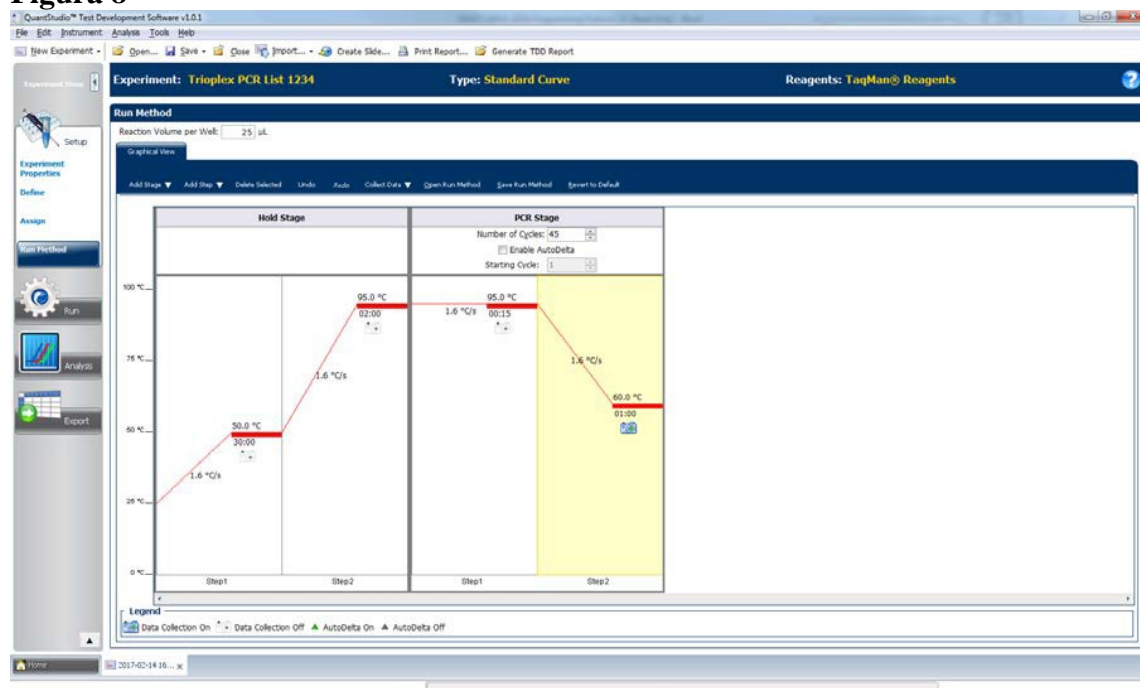 Figura 8
QuantStudio™ Test Development Software v1.0.1
File Edit Instrument Analysis Tools Help
New Experiment Open... Save Close Import... Create Slide... Print Report... Generate TDD Report
Experiment Menu
Experiment: Trioplex PCR List 1234 Type: Standard Curve Reagents: TaqMan® Reagents
Run Method
Reaction Volume per Well: 25 µL
Graphical View
Add Stage Add Step Delete Selected Undo Redo Collect Data Open Run Method Save Run Method Revert to Default
Setup
Experiment Properties
Define
Assign
Run Method
Run
Analysis
Export
Hold Stage
PCR Stage
Number of Cycles: 45
Enable AutoDelta
Starting Cycle: 1
100 °C
75 °C
50 °C
25 °C
0 °C
1.6 °C/s
50.0 °C
30:00
1.6 °C/s
95.0 °C
02:00
1.6 °C/s
95.0 °C
00:15
1.6 °C/s
60.0 °C
01:00
Step1 Step2 Step1 Step2
Legend
Data Collection On Data Collection Off AutoDelta On AutoDelta Off
Home 2017-02-14 16... x